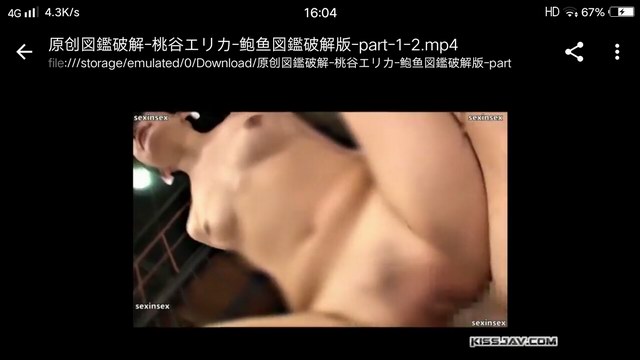 4G 4.3K/s 16:04 HD 67%
原创図鑑破解-桃谷エリカ-鲍鱼図鑑破解版-part-1-2.mp4
file:///storage/emulated/0/Download/原创図鑑破解-桃谷エリカ-鲍鱼図鑑破解版-part
sexinsex sexinsex
sexinsex
sexinsex
KISSJAV.COM